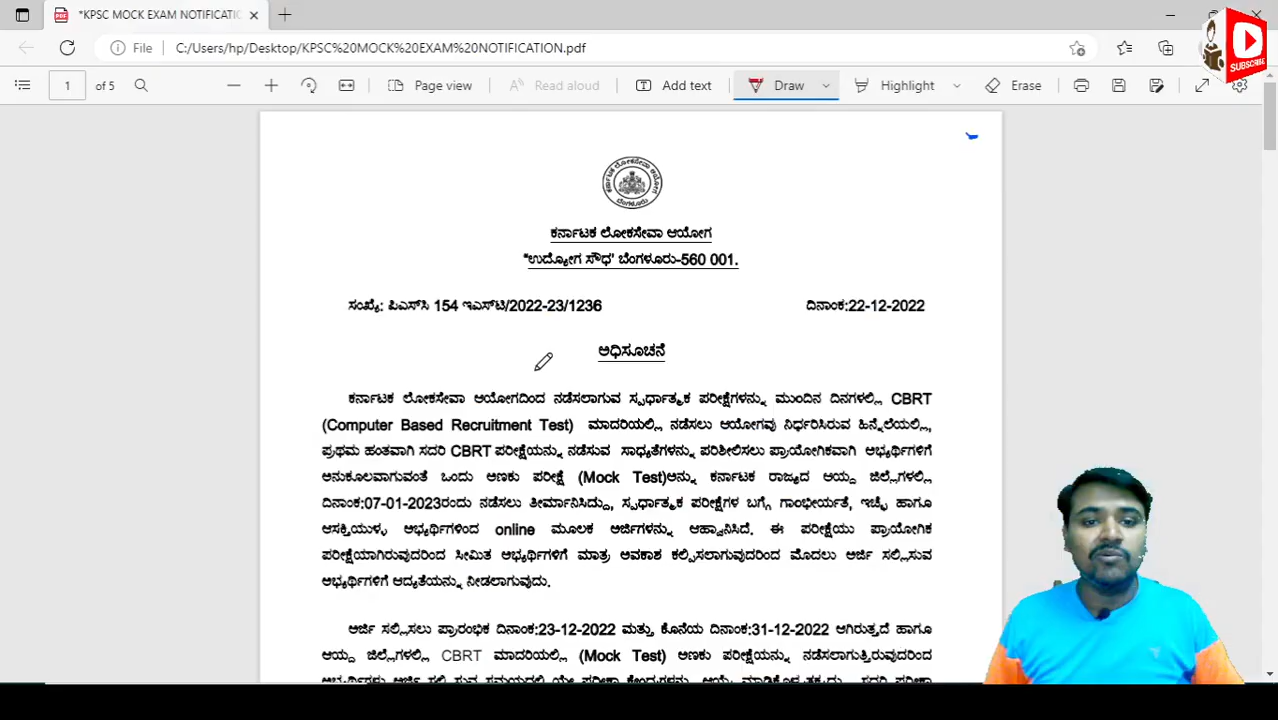 *KPSC MOCK EXAM NOTIFICATIO
File C:/Users/hp/Desktop/KPSC%20MOCK%20EXAM%20NOTIFICATION.pdf
SUBSCRIBE
1 of 5 Page view Read aloud Add text Draw Highlight Erase
ಕರ್ನಾಟಕ ಲೋಕಸೇವಾ ಆಯೋಗ
ಬೆಂಗಳೂರು
ಕರ್ನಾಟಕ ಲೋಕಸೇವಾ ಆಯೋಗ
"ಉದ್ಯೋಗ ಸೌಧ' ಬೆಂಗಳೂರು-560 001.
ಸಂಖ್ಯೆ: ಪಿಎಸ್‌ಸಿ 154 ಇಎಸ್‌ಟಿ/2022-23/1236 ದಿನಾಂಕ:22-12-2022
ಅಧಿಸೂಚನೆ
ಕರ್ನಾಟಕ ಲೋಕಸೇವಾ ಆಯೋಗದಿಂದ ನಡೆಸಲಾಗುವ ಸ್ಪರ್ಧಾತ್ಮಕ ಪರೀಕ್ಷೆಗಳನ್ನು ಮುಂದಿನ ದಿನಗಳಲ್ಲಿ CBRT
(Computer Based Recruitment Test) ಮಾದರಿಯಲ್ಲಿ ನಡೆಸಲು ಆಯೋಗವು ನಿರ್ಧರಿಸಿರುವ ಹಿನ್ನೆಲೆಯಲ್ಲಿ,
ಪ್ರಥಮ ಹಂತವಾಗಿ ಸದರಿ CBRT ಪರೀಕ್ಷೆಯನ್ನು ನಡೆಸುವ ಸಾಧ್ಯತೆಗಳನ್ನು ಪರಿಶೀಲಿಸಲು ಪ್ರಾಯೋಗಿಕವಾಗಿ ಅಭ್ಯರ್ಥಿಗಳಿಗೆ
ಅನುಕೂಲವಾಗುವಂತೆ ಒಂದು ಅಣಕು ಪರೀಕ್ಷೆ (Mock Test)ಅನ್ನು ಕರ್ನಾಟಕ ರಾಜ್ಯದ ಆಯ್ದ ಜಿಲ್ಲೆಗಳಲ್ಲಿ
ದಿನಾಂಕ:07-01-2023ರಂದು ನಡೆಸಲು ತೀರ್ಮಾನಿಸಿದ್ದು, ಸ್ಪರ್ಧಾತ್ಮಕ ಪರೀಕ್ಷೆಗಳ ಬಗ್ಗೆ ಗಾಂಭೀರ್ಯತೆ, ಇಚ್ಛೆ ಹಾಗೂ
ಆಸಕ್ತಿಯುಳ್ಳ ಅಭ್ಯರ್ಥಿಗಳಿಂದ online ಮೂಲಕ ಅರ್ಜಿಗಳನ್ನು ಆಹ್ವಾನಿಸಿದೆ. ಈ ಪರೀಕ್ಷೆಯು ಪ್ರಾಯೋಗಿಕ
ಪರೀಕ್ಷೆಯಾಗಿರುವುದರಿಂದ ಸೀಮಿತ ಅಭ್ಯರ್ಥಿಗಳಿಗೆ ಮಾತ್ರ ಅವಕಾಶ ಕಲ್ಪಿಸಲಾಗುವುದರಿಂದ ಮೊದಲು ಅರ್ಜಿ ಸಲ್ಲಿಸುವ
ಅಭ್ಯರ್ಥಿಗಳಿಗೆ ಆದ್ಯತೆಯನ್ನು ನೀಡಲಾಗುವುದು.
ಅರ್ಜಿ ಸಲ್ಲಿಸಲು ಪ್ರಾರಂಭಿಕ ದಿನಾಂಕ:23-12-2022 ಮತ್ತು ಕೊನೆಯ ದಿನಾಂಕ:31-12-2022 ಆಗಿರುತ್ತದೆ ಹಾಗೂ
ಆಯ್ದ ಜಿಲ್ಲೆಗಳಲ್ಲಿ CBRT ಮಾದರಿಯಲ್ಲಿ (Mock Test) ಅಣಕು ಪರೀಕ್ಷೆಯನ್ನು ನಡೆಸಲಾಗುತ್ತಿರುವುದರಿಂದ